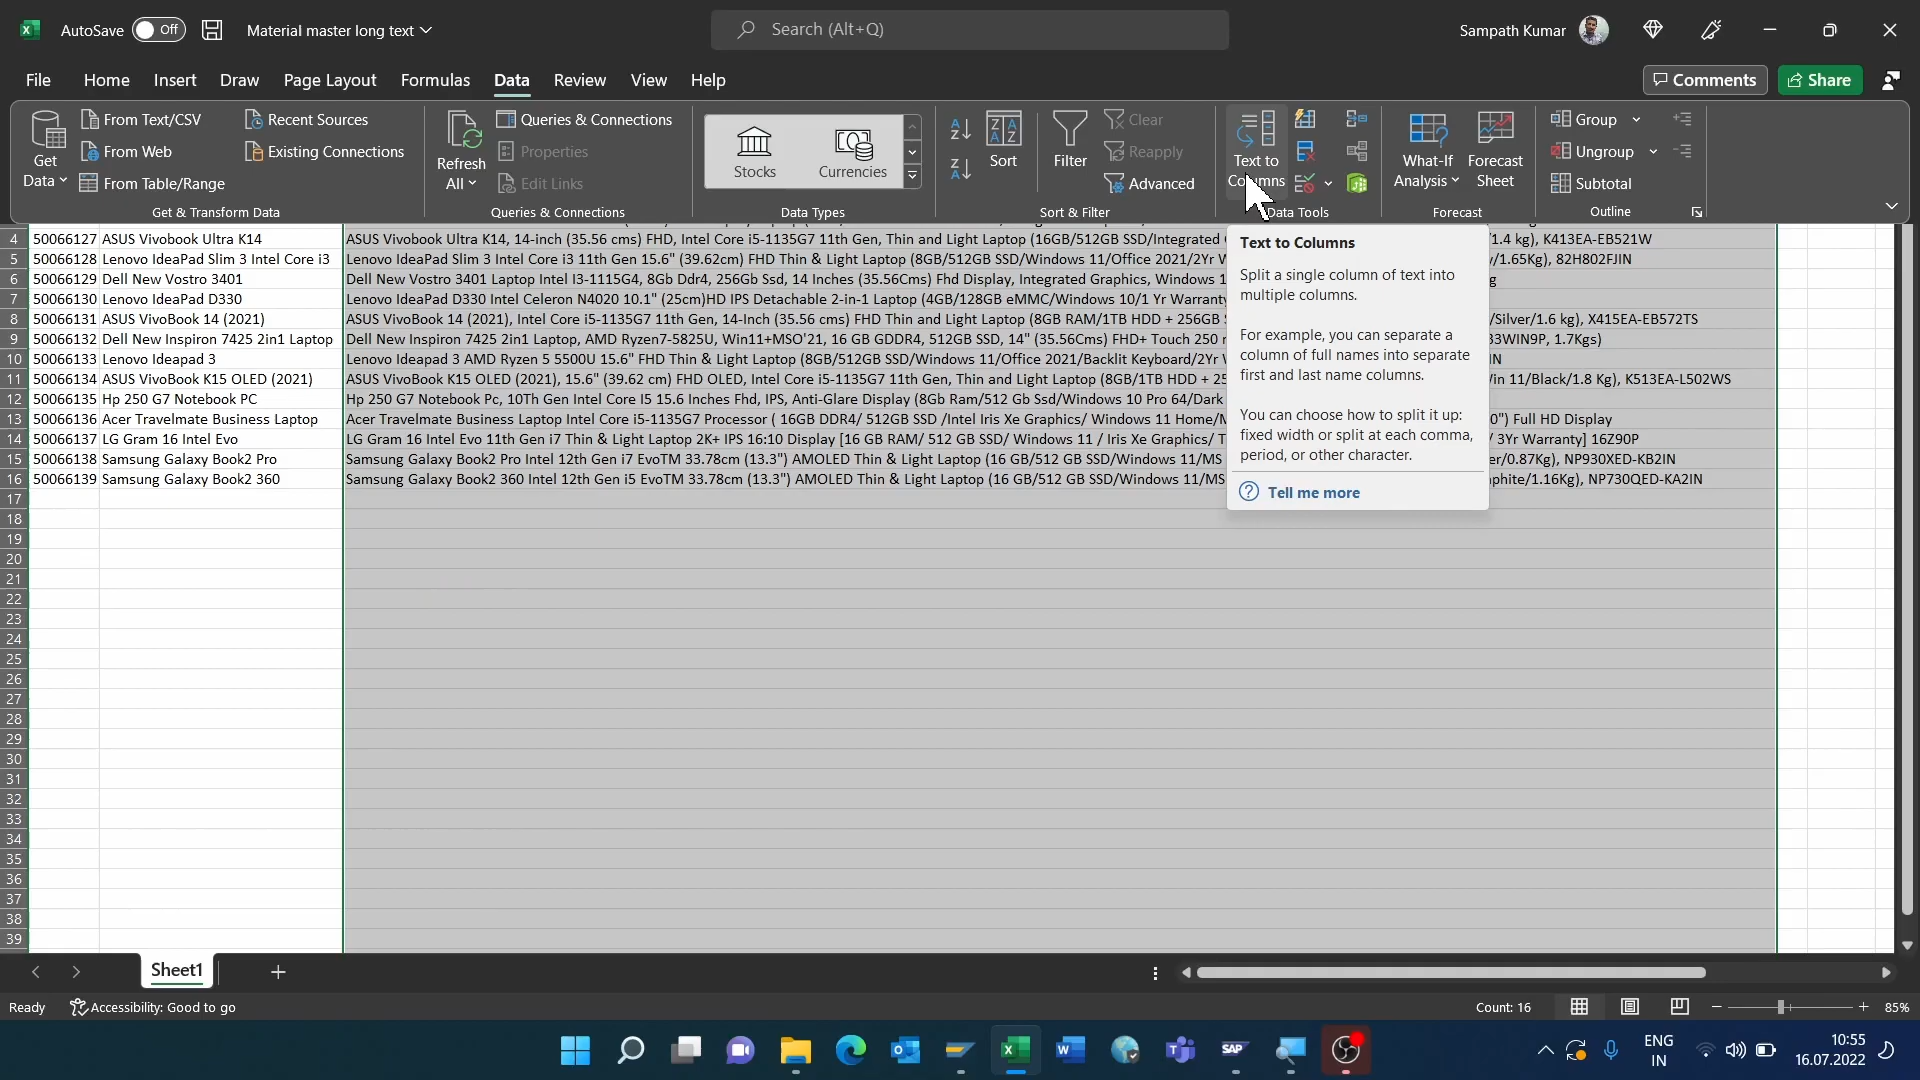 AutoSave Off Material master long text Search (Alt+Q) Sampath Kumar
File Home Insert Draw Page Layout Formulas Data Review View Help Comments Share
Get Data
From Text/CSV
From Web
From Table/Range
Recent Sources
Existing Connections
Get & Transform Data
Refresh All
Queries & Connections
Properties
Edit Links
Queries & Connections
Stocks Currencies
Data Types
Sort
Filter
Clear
Reapply
Advanced
Sort & Filter
Text to
Data Tools
What-If Analysis
Forecast Sheet
Forecast
Group
Ungroup
Subtotal
Outline
4 50066127 ASUS Vivobook Ultra K14 ASUS Vivobook Ultra K14, 14-inch (35.56 cms) FHD, Intel Core i5-1135G7 11th Gen, Thin and Light Laptop (16GB/512GB SSD/Integrated /1.4 kg), K413EA-EB521W
5 50066128 Lenovo IdeaPad Slim 3 Intel Core i3 Lenovo IdeaPad Slim 3 Intel Core i3 11th Gen 15.6" (39.62cm) FHD Thin & Light Laptop (8GB/512GB SSD/Windows 11/Office 2021/2Yr /1.65Kg), 82H802FJIN
6 50066129 Dell New Vostro 3401 Dell New Vostro 3401 Laptop Intel I3-1115G4, 8Gb Ddr4, 256Gb Ssd, 14 Inches (35.56Cms) Fhd Display, Integrated Graphics, Windows 1
7 50066130 Lenovo IdeaPad D330 Lenovo IdeaPad D330 Intel Celeron N4020 10.1" (25cm)HD IPS Detachable 2-in-1 Laptop (4GB/128GB eMMC/Windows 10/1 Yr Warranty
8 50066131 ASUS VivoBook 14 (2021) ASUS VivoBook 14 (2021), Intel Core i5-1135G7 11th Gen, 14-Inch (35.56 cms) FHD Thin and Light Laptop (8GB RAM/1TB HDD + 256GB /Silver/1.6 kg), X415EA-EB572TS
9 50066132 Dell New Inspiron 7425 2in1 Laptop Dell New Inspiron 7425 2in1 Laptop, AMD Ryzen7-5825U, Win11+MSO'21, 16 GB GDDR4, 512GB SSD, 14" (35.56Cms) FHD+ Touch 250 33WIN9P, 1.7Kgs)
10 50066133 Lenovo Ideapad 3 Lenovo Ideapad 3 AMD Ryzen 5 5500U 15.6" FHD Thin & Light Laptop (8GB/512GB SSD/Windows 11/Office 2021/Backlit Keyboard/2Yr IN
11 50066134 ASUS VivoBook K15 OLED (2021) ASUS VivoBook K15 OLED (2021), 15.6" (39.62 cm) FHD OLED, Intel Core i5-1135G7 11th Gen, Thin and Light Laptop (8GB/1TB HDD + 25 in 11/Black/1.8 Kg), K513EA-L502WS
12 50066135 Hp 250 G7 Notebook PC Hp 250 G7 Notebook Pc, 10Th Gen Intel Core I5 15.6 Inches Fhd, IPS, Anti-Glare Display (8Gb Ram/512 Gb Ssd/Windows 10 Pro 64/Dark
13 50066136 Acer Travelmate Business Laptop Acer Travelmate Business Laptop Intel Core i5-1135G7 Processor ( 16GB DDR4/ 512GB SSD /Intel Iris Xe Graphics/ Windows 11 Home/ 0") Full HD Display
14 50066137 LG Gram 16 Intel Evo LG Gram 16 Intel Evo 11th Gen i7 Thin & Light Laptop 2K+ IPS 16:10 Display [16 GB RAM/ 512 GB SSD/ Windows 11 / Iris Xe Graphics/ T / 3Yr Warranty] 16Z90P
15 50066138 Samsung Galaxy Book2 Pro Samsung Galaxy Book2 Pro Intel 12th Gen i7 EvoTM 33.78cm (13.3") AMOLED Thin & Light Laptop (16 GB/512 GB SSD/Windows 11/MS er/0.87Kg), NP930XED-KB2IN
16 50066139 Samsung Galaxy Book2 360 Samsung Galaxy Book2 360 Intel 12th Gen i5 EvoTM 33.78cm (13.3") AMOLED Thin & Light Laptop (16 GB/512 GB SSD/Windows 11/MS phite/1.16Kg), NP730QED-KA2IN
Text to Columns
Split a single column of text into
multiple columns.
For example, you can separate a
column of full names into separate
first and last name columns.
You can choose how to split it up:
fixed width or split at each comma,
period, or other character.
Tell me more
17
18
19
20
21
22
23
24
25
26
27
28
29
30
31
32
33
34
35
36
37
38
39
Sheet1
Ready Accessibility: Good to go Count: 16 85%
ENG 10:55
IN 16.07.2022